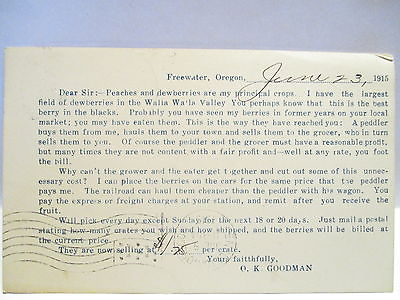 Freewater, Oregon, June 23, 1915
Dear Sir:- Peaches and dewberries are my principal crops. I have the largest
field of dewberries in the Walla Wa'la Valley You perhaps know that this is the best
berry in the blacks. Probably you have seen my berries in former years on your local
market; you may have eaten them. This is the way they have reached you: A peddler
buys them from me, hauls them to your town and sells them to the grocer, who in turn
sells them to you. Of course the peddler and the grocer must have a reasonable profit,
but many times they are not content with a fair profit and—well at any rate, you foot
the bill.
Why can't the grower and the eater get together and cut out some of this unnec-
essary cost? I can place the berries on the cars for the same price that the peddler
pays me. The railroad can haul them cheaper than the peddler with his wagon. You
pay the express or freight charges at your station, and remit after you receive the
fruit.
Will pick every day except Sunday for the next 18 or 20 days. Just mail a postal
stating how many crates you wish and how shipped, and the berries will be billed at
the current price.
They are now selling at $1.75 per crate.
Yours faithfully,
O. K. GOODMAN